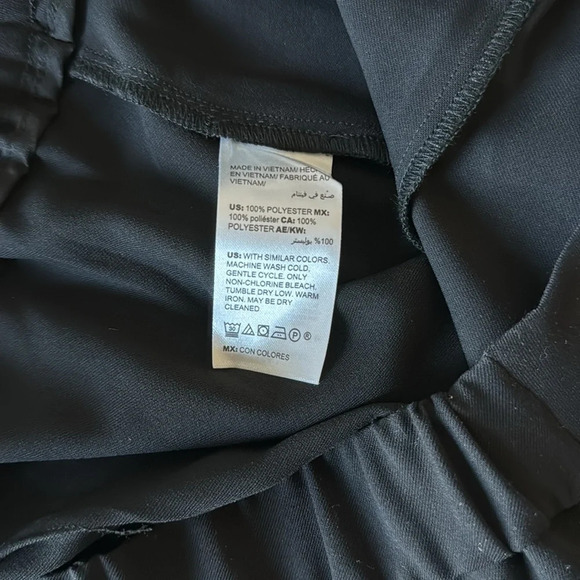 MADE IN VIETNAM/ HECHO
EN VIETNAM/ FABRIQUÉ AU
VIETNAM/
صنع في فيتنام
US: 100% POLYESTER MX:
100% poliéster CA: 100%
POLYESTER AE/KW:
100% بوليستر
US: WITH SIMILAR COLORS.
MACHINE WASH COLD.
GENTLE CYCLE. ONLY
NON-CHLORINE BLEACH.
TUMBLE DRY LOW. WARM
IRON. MAY BE DRY
CLEANED
30 P ®
MX: CON COLORES